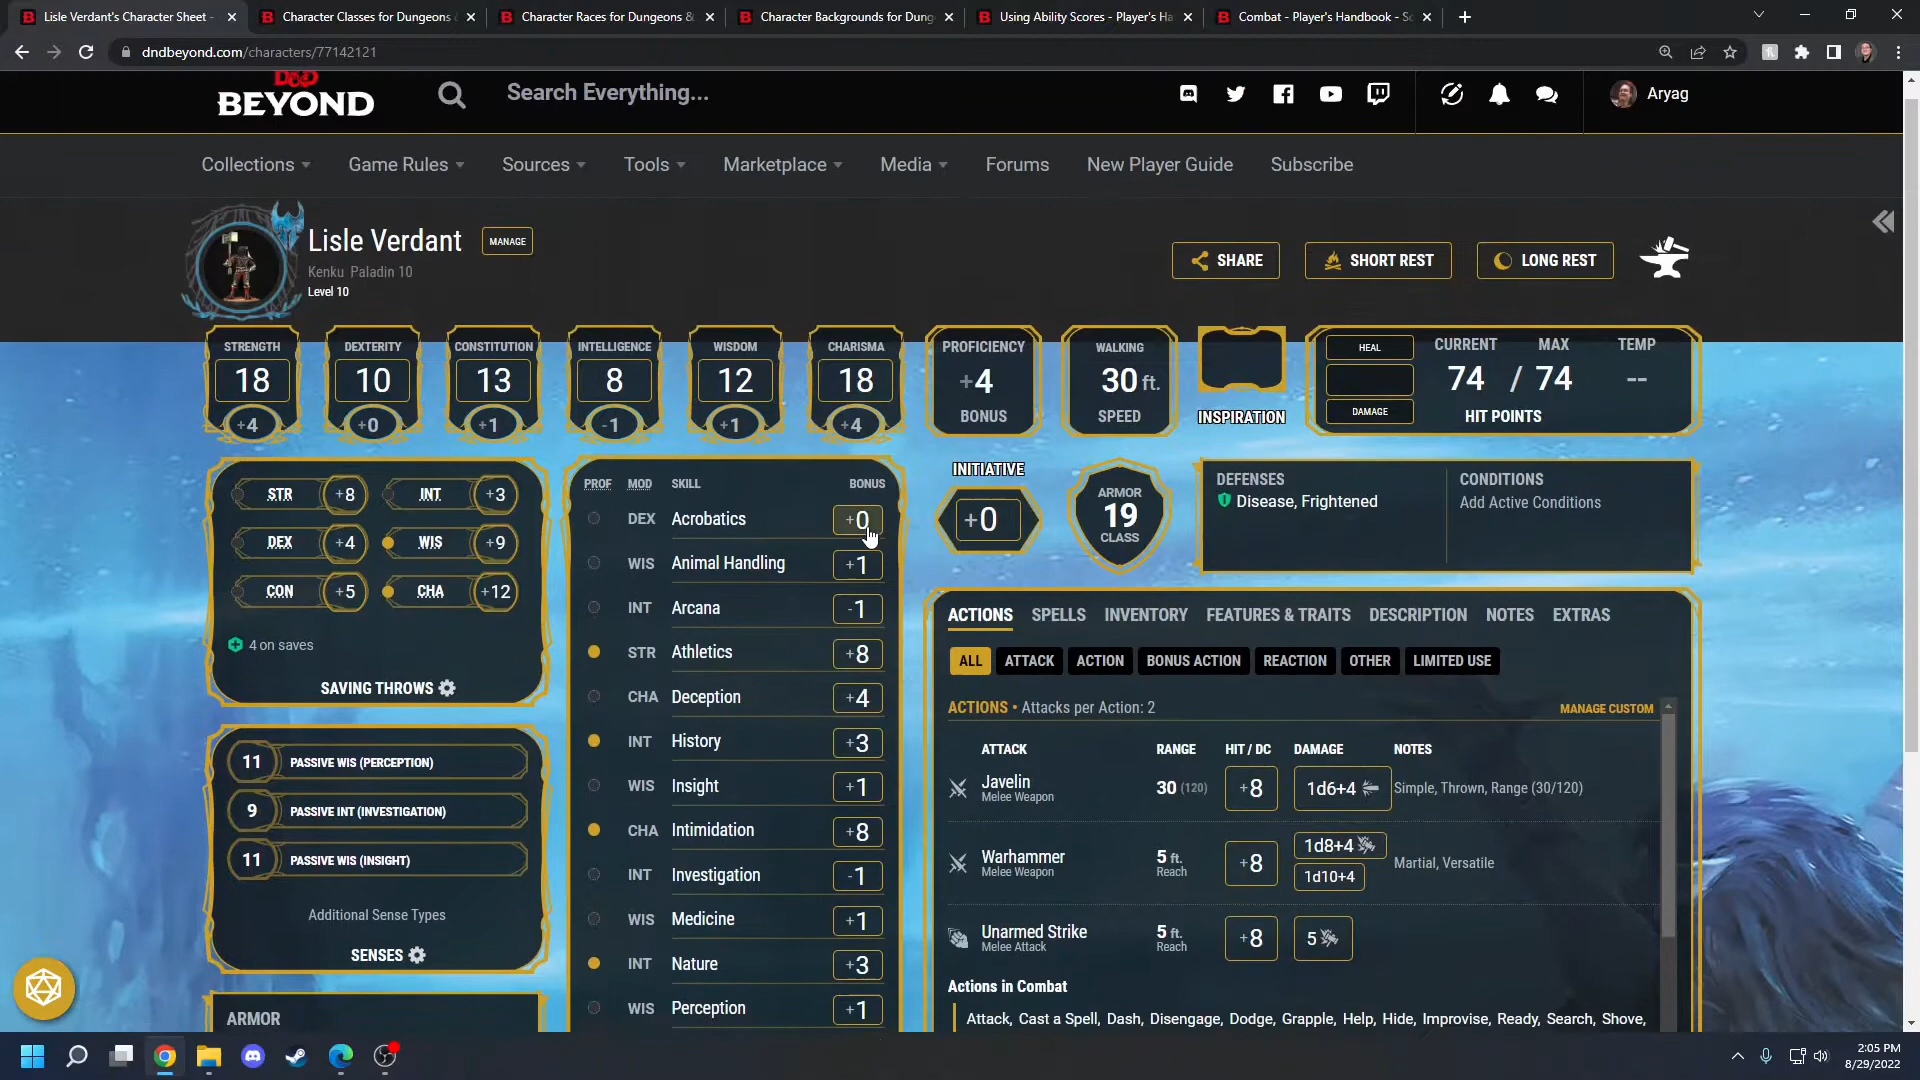 Lisle Verdant's Character Sheet -
Character Classes for Dungeons &
Character Races for Dungeons &
Character Backgrounds for Dung
Using Ability Scores - Player's Ha
Combat - Player's Handbook - So
dndbeyond.com/characters/77142121
D&D
BEYOND
Search Everything...
Aryag
Collections
Game Rules
Sources
Tools
Marketplace
Media
Forums
New Player Guide
Subscribe
Lisle Verdant
MANAGE
Kenku Paladin 10
Level 10
SHARE
SHORT REST
LONG REST
STRENGTH
18
+4
DEXTERITY
10
+0
CONSTITUTION
13
+1
INTELLIGENCE
8
-1
WISDOM
12
+1
CHARISMA
18
+4
PROFICIENCY
+4
BONUS
WALKING
30 ft.
SPEED
INSPIRATION
HEAL
DAMAGE
CURRENT MAX TEMP
74 / 74 --
HIT POINTS
STR +8
INT +3
DEX +4
WIS +9
CON +5
CHA +12
4 on saves
SAVING THROWS
11 PASSIVE WIS (PERCEPTION)
9 PASSIVE INT (INVESTIGATION)
11 PASSIVE WIS (INSIGHT)
Additional Sense Types
SENSES
ARMOR
PROF MOD SKILL BONUS
DEX Acrobatics +0
WIS Animal Handling +1
INT Arcana -1
STR Athletics +8
CHA Deception +4
INT History +3
WIS Insight +1
CHA Intimidation +8
INT Investigation -1
WIS Medicine +1
INT Nature +3
WIS Perception +1
INITIATIVE
+0
ARMOR
19
CLASS
DEFENSES
Disease, Frightened
CONDITIONS
Add Active Conditions
ACTIONS SPELLS INVENTORY FEATURES & TRAITS DESCRIPTION NOTES EXTRAS
ALL ATTACK ACTION BONUS ACTION REACTION OTHER LIMITED USE
ACTIONS • Attacks per Action: 2
MANAGE CUSTOM
ATTACK RANGE HIT / DC DAMAGE NOTES
Javelin
Melee Weapon
30 (120)
+8
1d6+4
Simple, Thrown, Range (30/120)
Warhammer
Melee Weapon
5 ft.
Reach
+8
1d8+4
1d10+4
Martial, Versatile
Unarmed Strike
Melee Attack
5 ft.
Reach
+8
5
Actions in Combat
Attack, Cast a Spell, Dash, Disengage, Dodge, Grapple, Help, Hide, Improvise, Ready, Search, Shove,
2:05 PM
8/29/2022